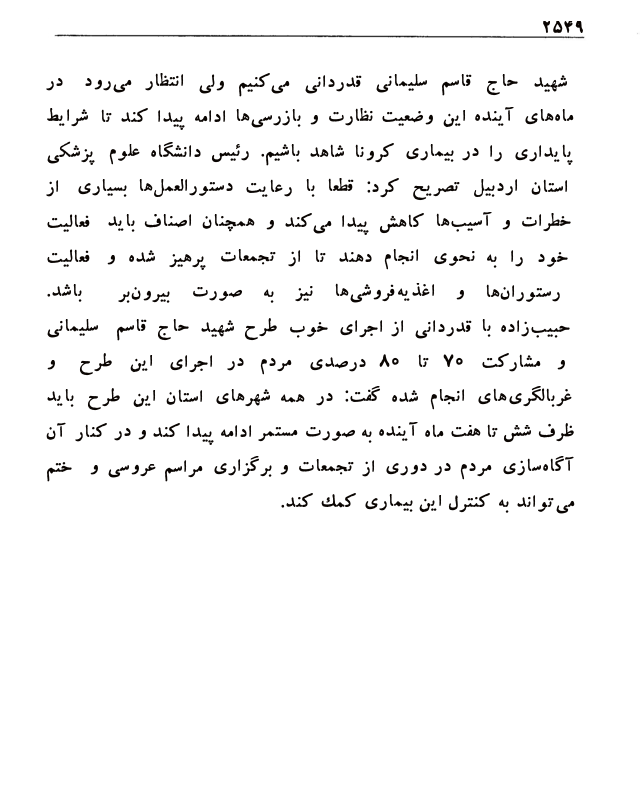 ۲۵۴۹
شهید حاج قاسم سلیمانی قدردانی می‌کنیم ولی انتظار می‌رود در
ماه‌های آینده این وضعیت نظارت و بازرسی‌ها ادامه پیدا کند تا شرایط
پایداری را در بیماری کرونا شاهد باشیم. رئیس دانشگاه علوم پزشکی
استان اردبیل تصریح کرد: قطعا با رعایت دستورالعمل‌ها بسیاری از
خطرات و آسیب‌ها کاهش پیدا می‌کند و همچنان اصناف باید فعالیت
خود را به نحوی انجام دهند تا از تجمعات پرهیز شده و فعالیت
رستوران‌ها و اغذیه‌فروشی‌ها نیز به صورت بیرون‌بر باشد.
حبیب‌زاده با قدردانی از اجرای خوب طرح شهید حاج قاسم سلیمانی
و مشارکت ۷۰ تا ۸۰ درصدی مردم در اجرای این طرح و
غربالگری‌های انجام شده گفت: در همه شهرهای استان این طرح باید
ظرف شش تا هفت ماه آینده به صورت مستمر ادامه پیدا کند و در کنار آن
آگاه‌سازی مردم در دوری از تجمعات و برگزاری مراسم عروسی و ختم
می‌تواند به کنترل این بیماری کمك کند.